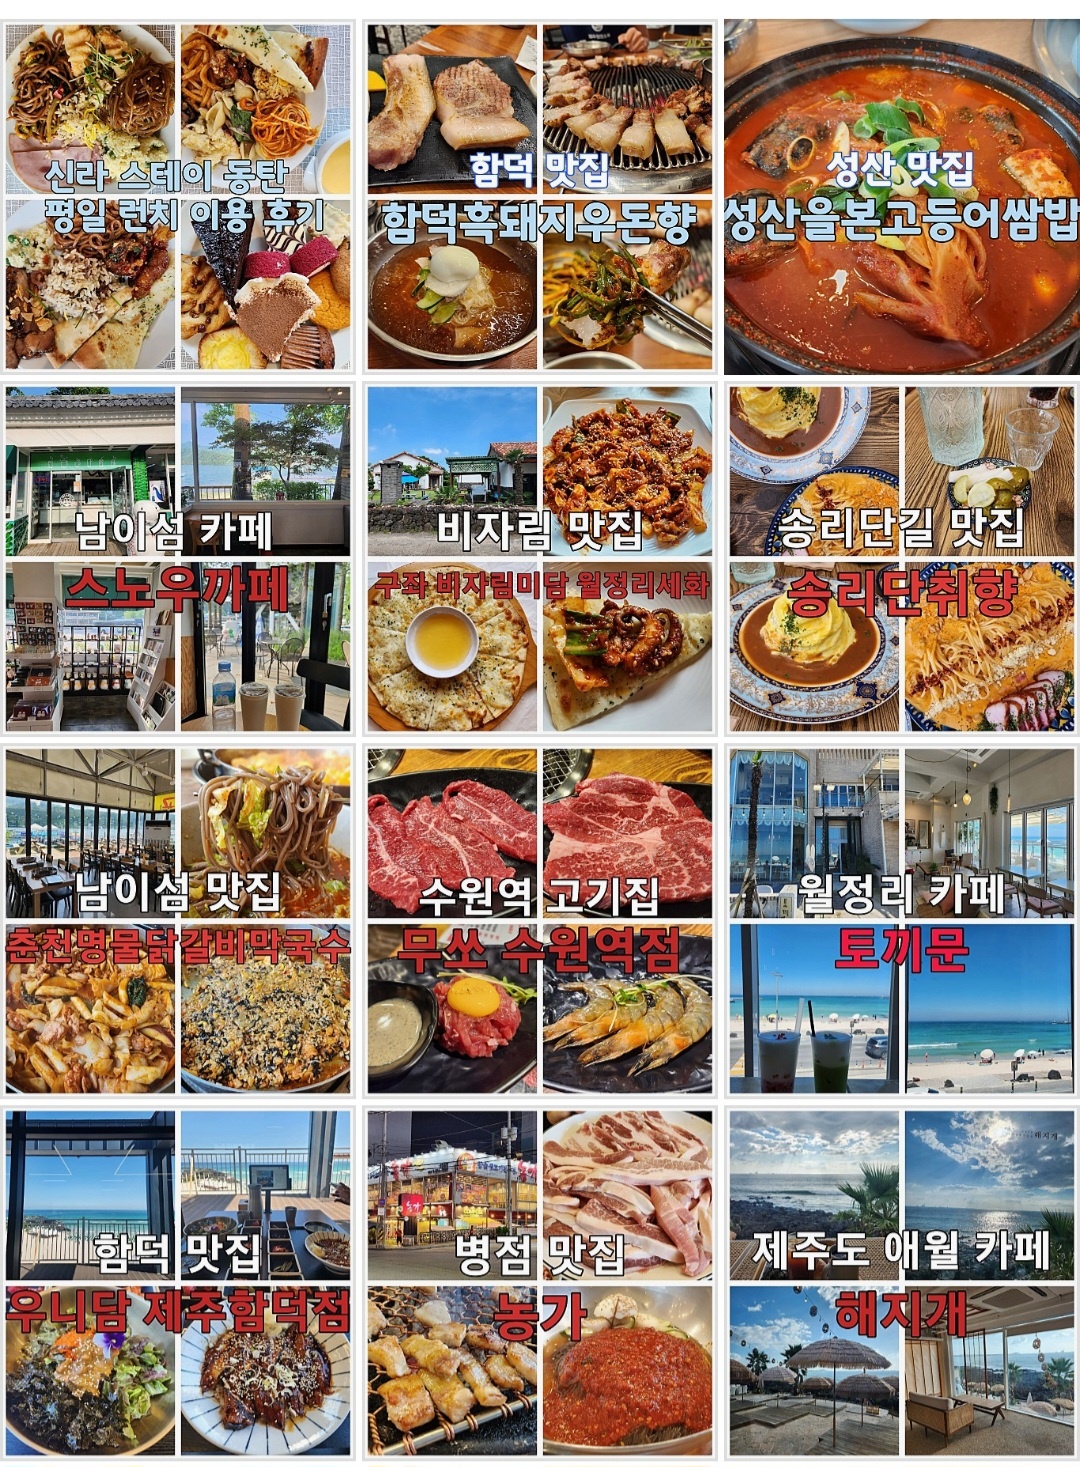 신라 스테이 동탄
평일 런치 이용 후기
함덕 맛집
함덕흑돼지우돈향
성산 맛집
성산을본고등어쌈밥
남이섬 카페
스노우까페
비자림 맛집
구좌 비자림미담 월정리세화
송리단길 맛집
송리단취향
남이섬 맛집
춘천명물닭갈비막국수
수원역 고기집
무쏘 수원역점
월정리 카페
토끼문
함덕 맛집
우니담 제주함덕점
명점 맛집
농가
제주도 애월 카페
해지개